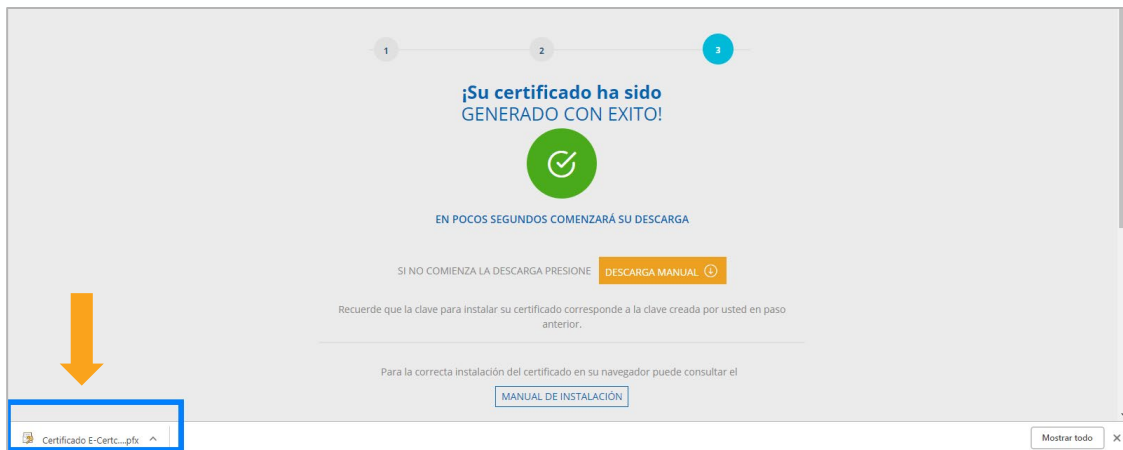 1 2 3
¡Su certificado ha sido
GENERADO CON EXITO!
EN POCOS SEGUNDOS COMENZARÁ SU DESCARGA
SI NO COMIENZA LA DESCARGA PRESIONE DESCARGA MANUAL
Recuerde que la clave para instalar su certificado corresponde a la clave creada por usted en paso
anterior.
Para la correcta instalación del certificado en su navegador puede consultar el
MANUAL DE INSTALACIÓN
Certificado E-Certc....pfx Mostrar todo